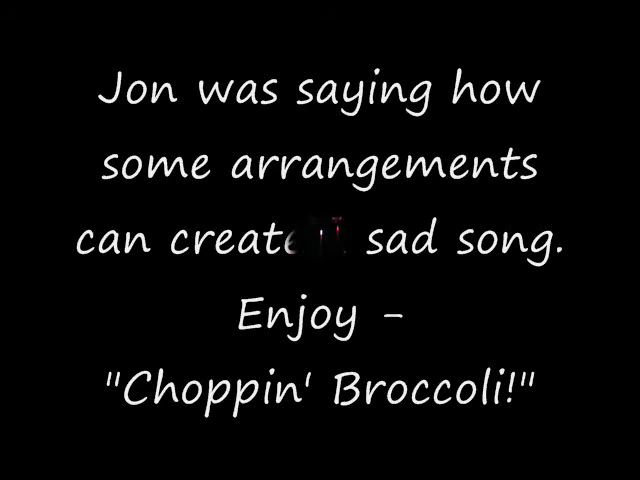 Jon was saying how
some arrangements
can create sad song.
Enjoy -
"Choppin' Broccoli!"